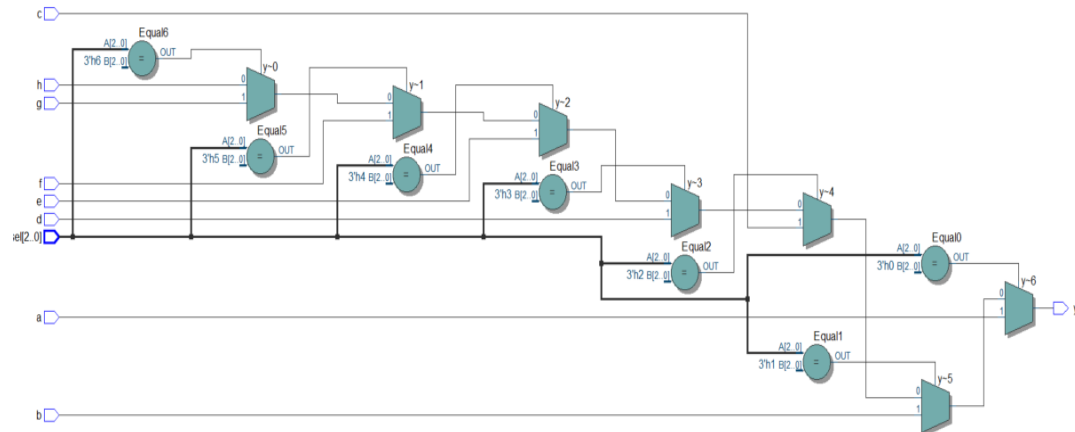 c
Equal6
A[2..0]
OUT
3'h6 B[2..0]
=
y~0
h
0
g
1
Equal5
A[2..0]
OUT
3'h5 B[2..0]
=
y~1
0
1
Equal4
A[2..0]
OUT
3'h4 B[2..0]
=
y~2
0
1
Equal3
A[2..0]
OUT
3'h3 B[2..0]
=
y~3
0
1
f
e
d
sel[2..0]
Equal2
A[2..0]
OUT
3'h2 B[2..0]
=
y~4
0
1
Equal0
A[2..0]
OUT
3'h0 B[2..0]
=
y~6
0
1
y
a
Equal1
A[2..0]
OUT
3'h1 B[2..0]
=
y~5
0
1
b